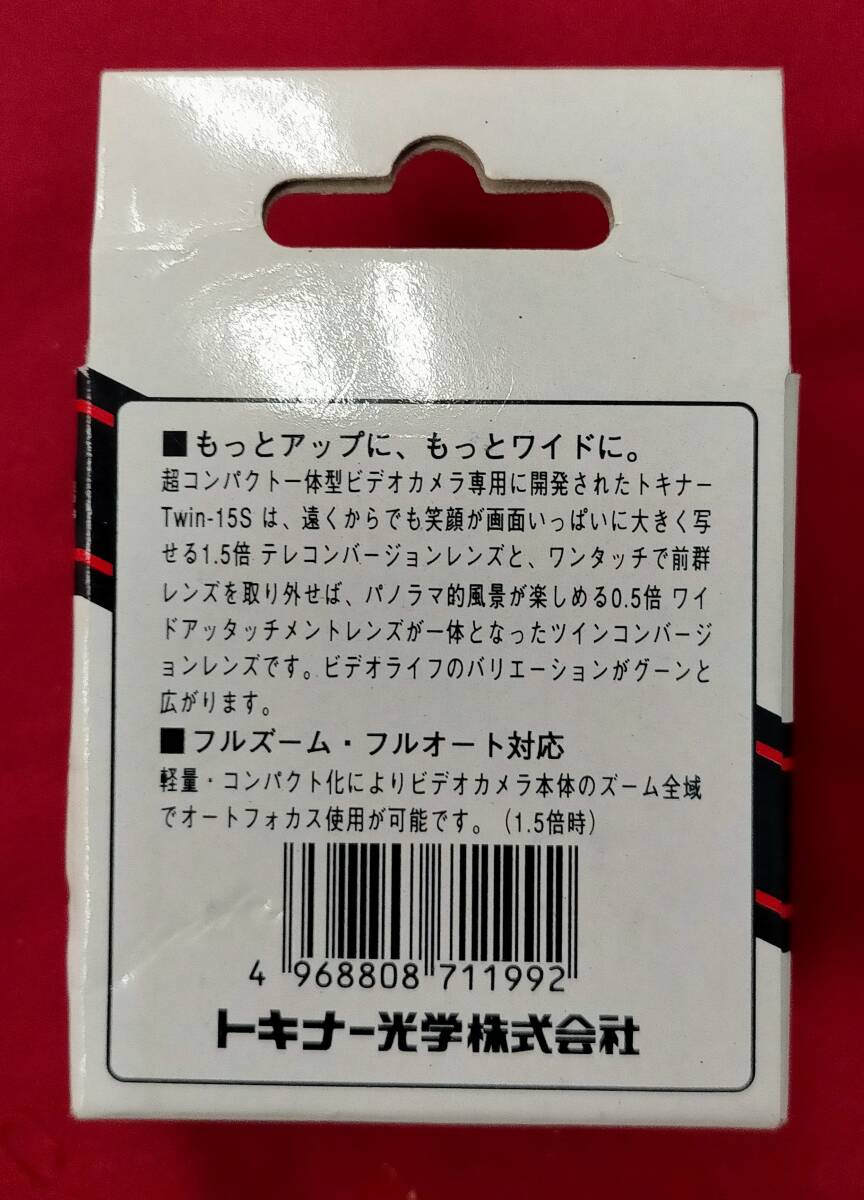 ■もっとアップに、もっとワイドに。
超コンパクト一体型ビデオカメラ専用に開発されたトキナー
Twin-15S は、遠くからでも笑顔が画面いっぱいに大きく写
せる1.5倍 テレコンバージョンレンズと、ワンタッチで前群
レンズを取り外せば、パノラマ的風景が楽しめる0.5倍 ワイ
ドアッタッチメントレンズが一体となったツインコンバージ
ョンレンズです。ビデオライフのバリエーションがグーンと
広がります。
■フルズーム・フルオート対応
軽量・コンパクト化によりビデオカメラ本体のズーム全域
でオートフォカス使用が可能です。(1.5倍時)
4 968808 711992
トキナー光学株式会社